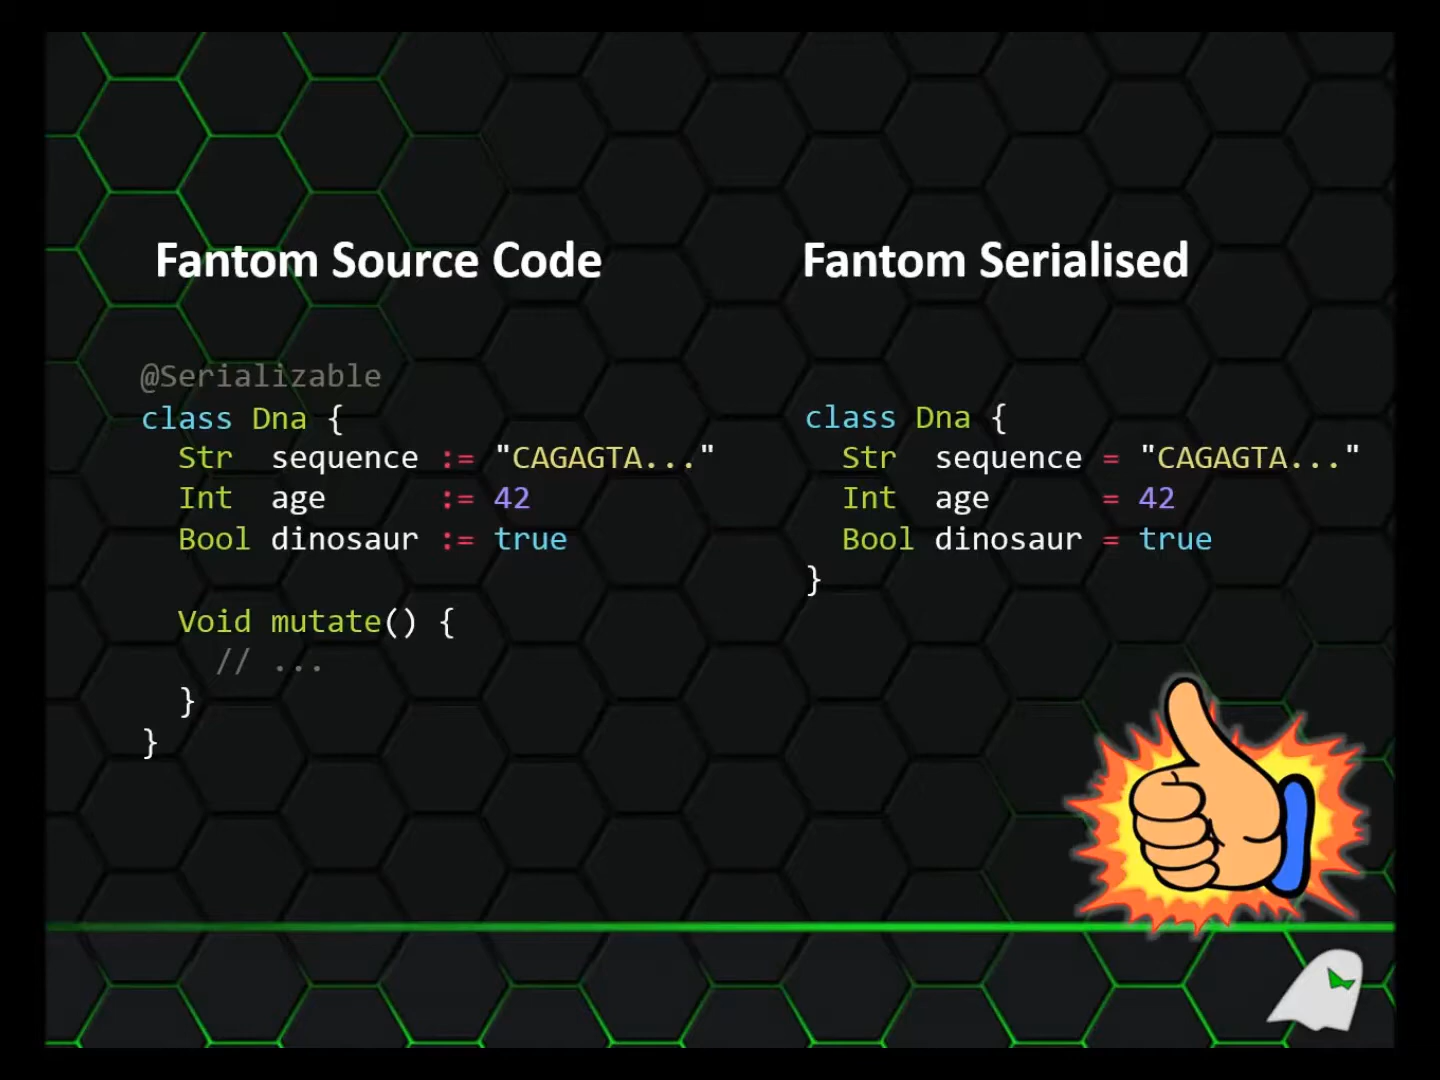 Fantom Source Code
@Serializable
class Dna {
  Str  sequence := "CAGAGTA..."
  Int  age      := 42
  Bool dinosaur := true
  Void mutate() {
    // ...
  }
}
Fantom Serialised
class Dna {
  Str  sequence = "CAGAGTA..."
  Int  age      = 42
  Bool dinosaur = true
}